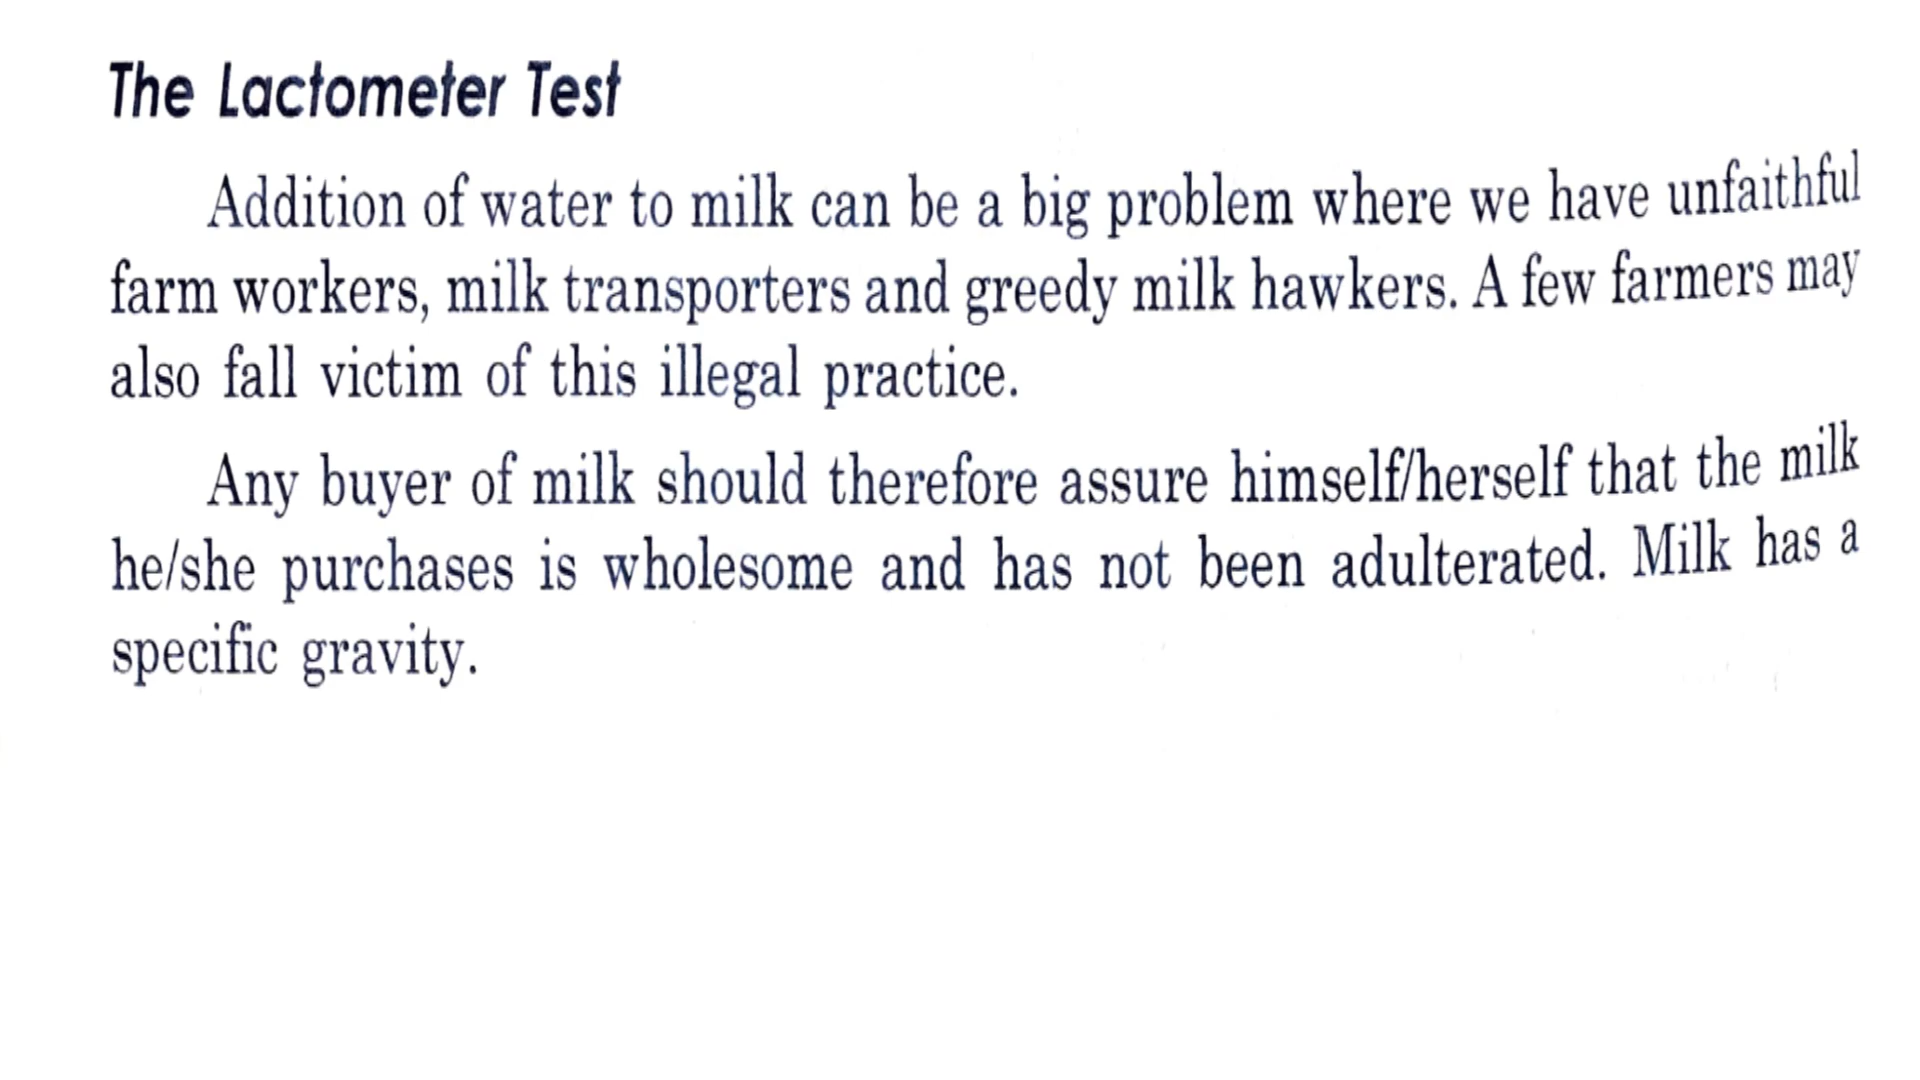 The Lactometer Test
Addition of water to milk can be a big problem where we have unfaithful
farm workers, milk transporters and greedy milk hawkers. A few farmers may
also fall victim of this illegal practice.
Any buyer of milk should therefore assure himself/herself that the milk
he/she purchases is wholesome and has not been adulterated. Milk has a
specific gravity.